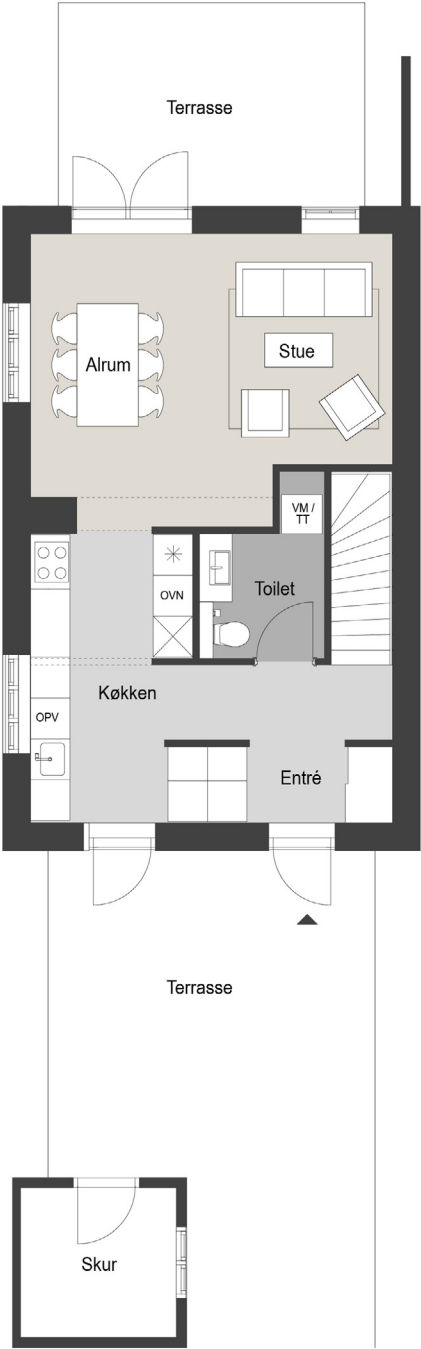 Terrasse
Alrum
Stue
VM /
TT
OVN
Toilet
Køkken
OPV
Entré
Terrasse
Skur